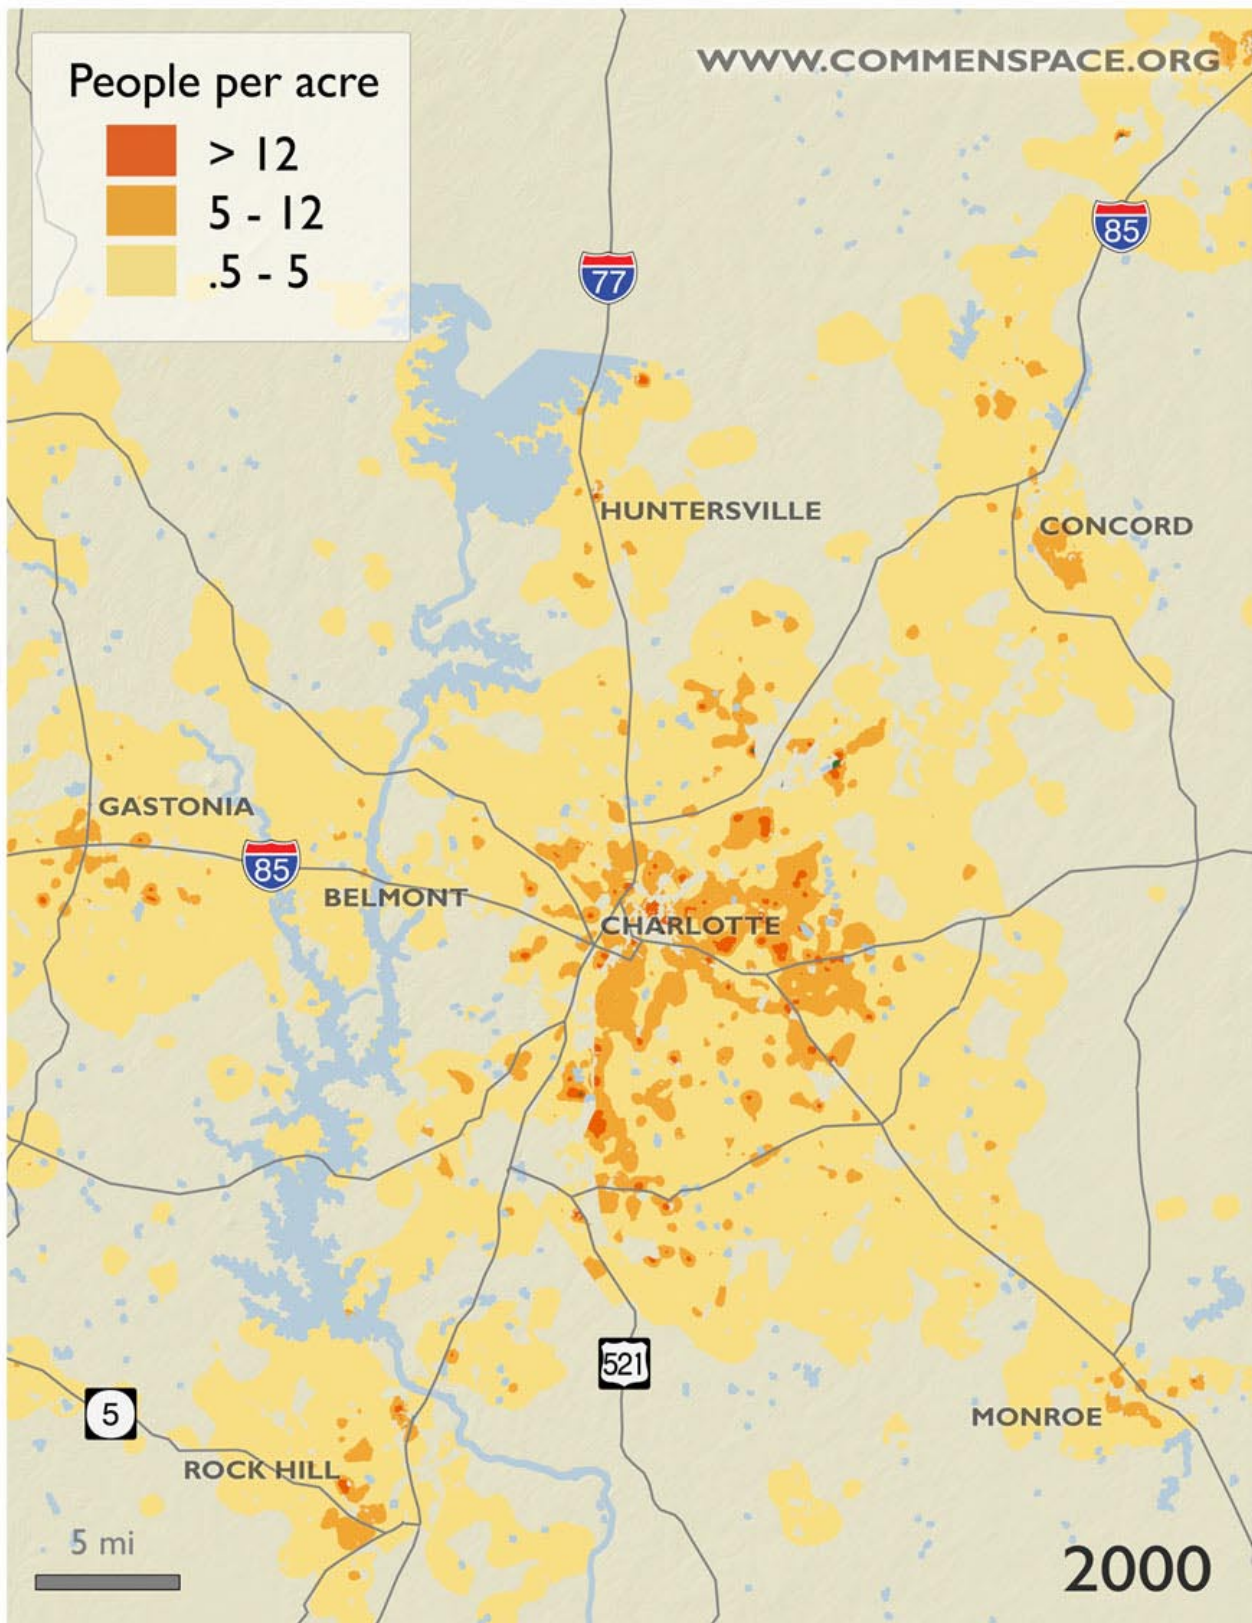 WWW.COMMENSPACE.ORG
People per acre
> 12
5 - 12
.5 - 5
85
77
HUNTERSVILLE
CONCORD
GASTONIA
85
BELMONT
CHARLOTTE
521
5
MONROE
ROCK HILL
5 mi
2000